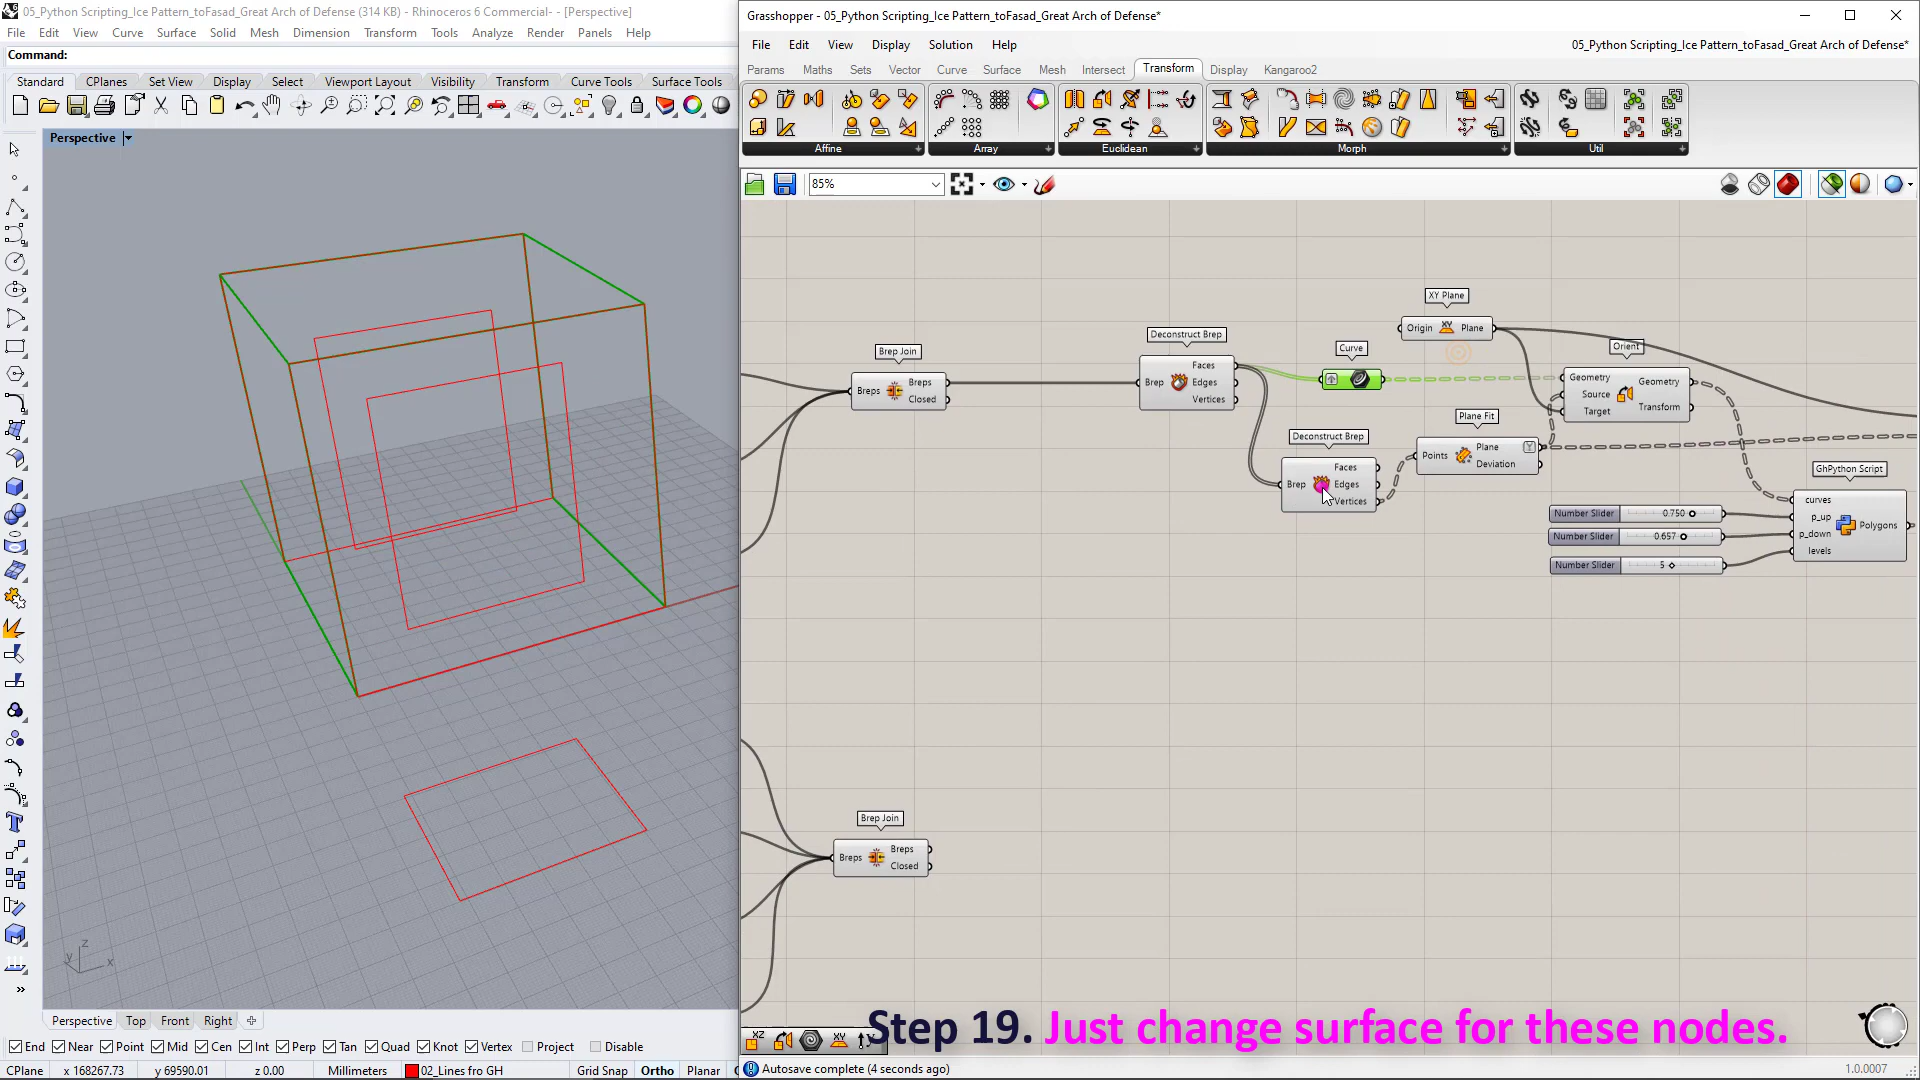 05_Python Scripting_Ice Pattern_toFasad_Great Arch of Defense (314 KB) - Rhinoceros 6 Commercial- - [Perspective]
File Edit View Curve Surface Solid Mesh Dimension Transform Tools Analyze Render Panels Help
Command:
Standard CPlanes Set View Display Select Viewport Layout Visibility Transform Curve Tools Surface Tools
Perspective
z
y
x
Perspective Top Front Right
End Near Point Mid Cen Int Perp Tan Quad Knot Vertex Project Disable
CPlane x 168267.73 y 69590.01 z 0.00 Millimeters 02_Lines fro GH Grid Snap Ortho Planar
Grasshopper - 05_Python Scripting_Ice Pattern_toFasad_Great Arch of Defense*
File Edit View Display Solution Help
05_Python Scripting_Ice Pattern_toFasad_Great Arch of Defense*
Params Maths Sets Vector Curve Surface Mesh Intersect Transform Display Kangaroo2
Affine Array Euclidean Morph Util
85%
XY Plane
Origin XY Plane
Deconstruct Brep
Brep Faces Edges Vertices
Curve
Orient
Geometry Source Target Geometry Transform
Brep Join
Breps Breps Closed
Plane Fit
Points Plane Deviation
Deconstruct Brep
Brep Faces Edges Vertices
GhPython Script
curves p_up p_down levels Polygons
Number Slider 0.750
Number Slider 0.657
Number Slider 5
Brep Join
Breps Breps Closed
XZ
XY
Step 19. Just change surface for these nodes.
Autosave complete (4 seconds ago)
1.0.0007